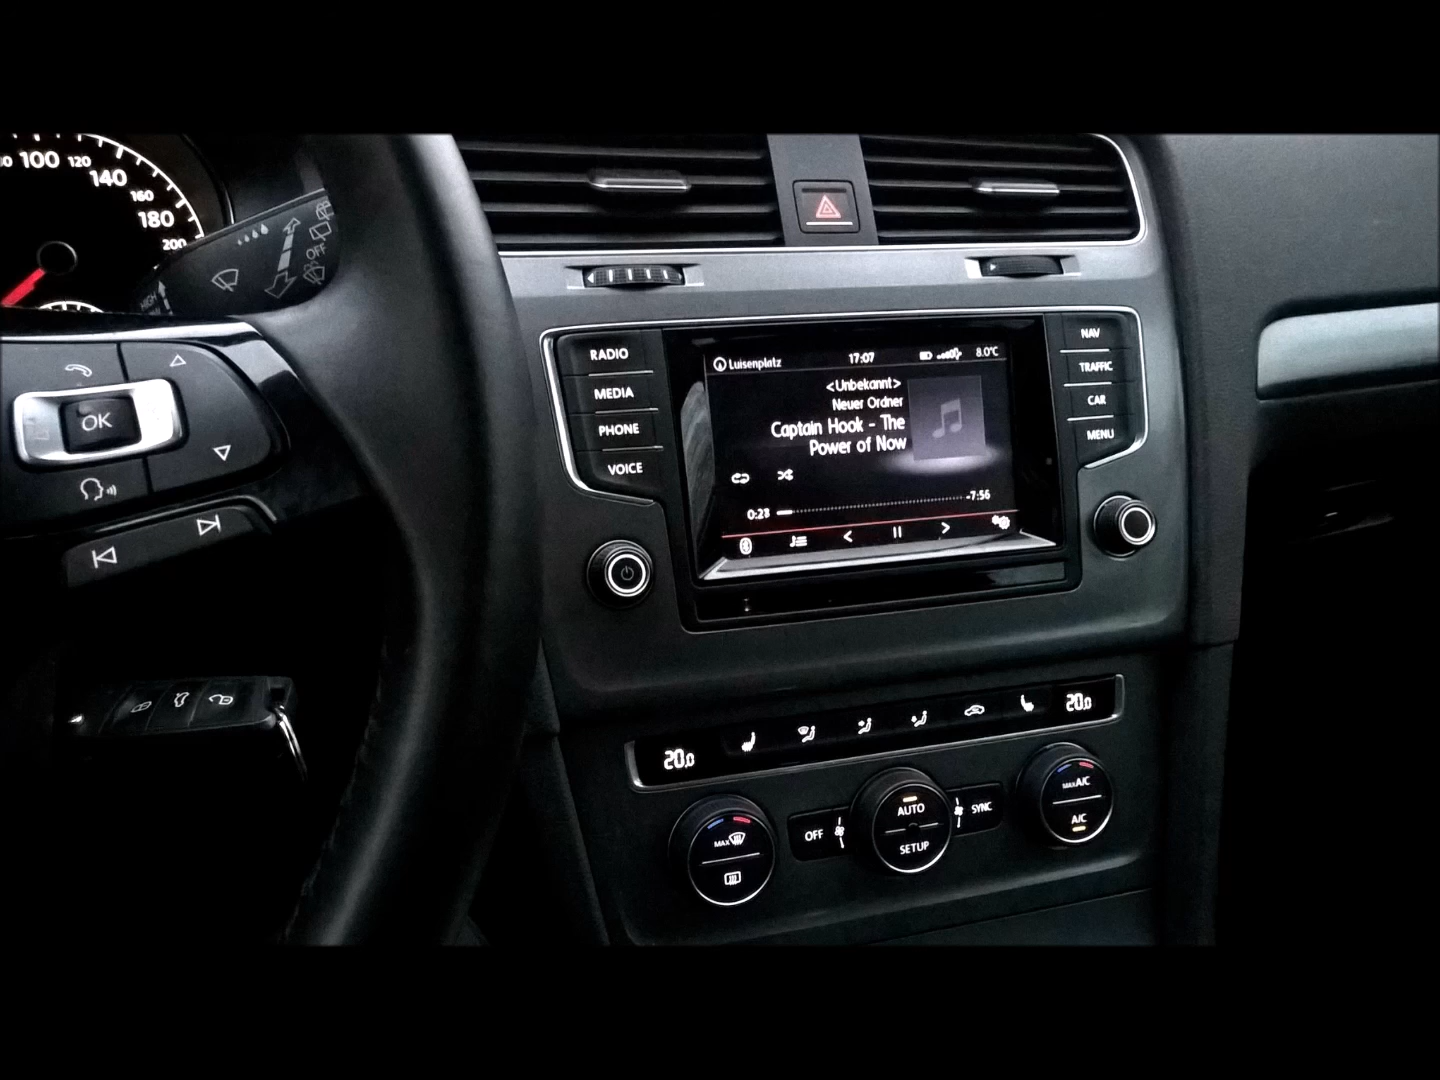 100
120
140
160
180
200
OFF
HIGH
OK
RADIO
MEDIA
PHONE
VOICE
Luisenplatz 17:07 8.0°C
<Unbekannt>
Neuer Ordner
Captain Hook - The
Power of Now
0:28 -7:56
NAV
TRAFFIC
CAR
MENU
20.0
20.0
MAX
OFF
AUTO
SETUP
SYNC
MAX A/C
A/C